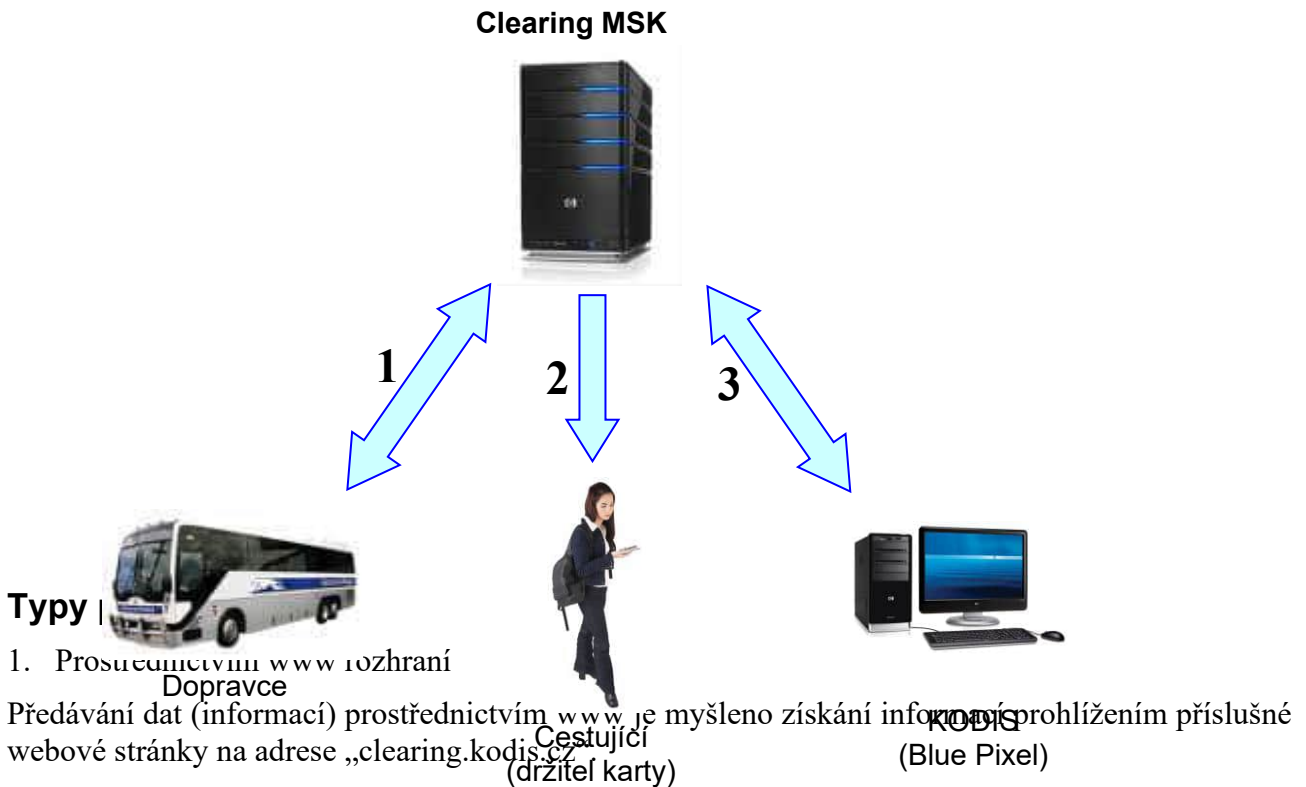 Clearing MSK
1
2
3
Typy
1. Prostřednictvím www rozhraní
Dopravce
Předávání dat (informací) prostřednictvím www je myšleno získání informací prohlížením příslušné
webové stránky na adrese „clearing.kodis.cz“.
Cestující
(držitel karty)
KODIS
(Blue Pixel)